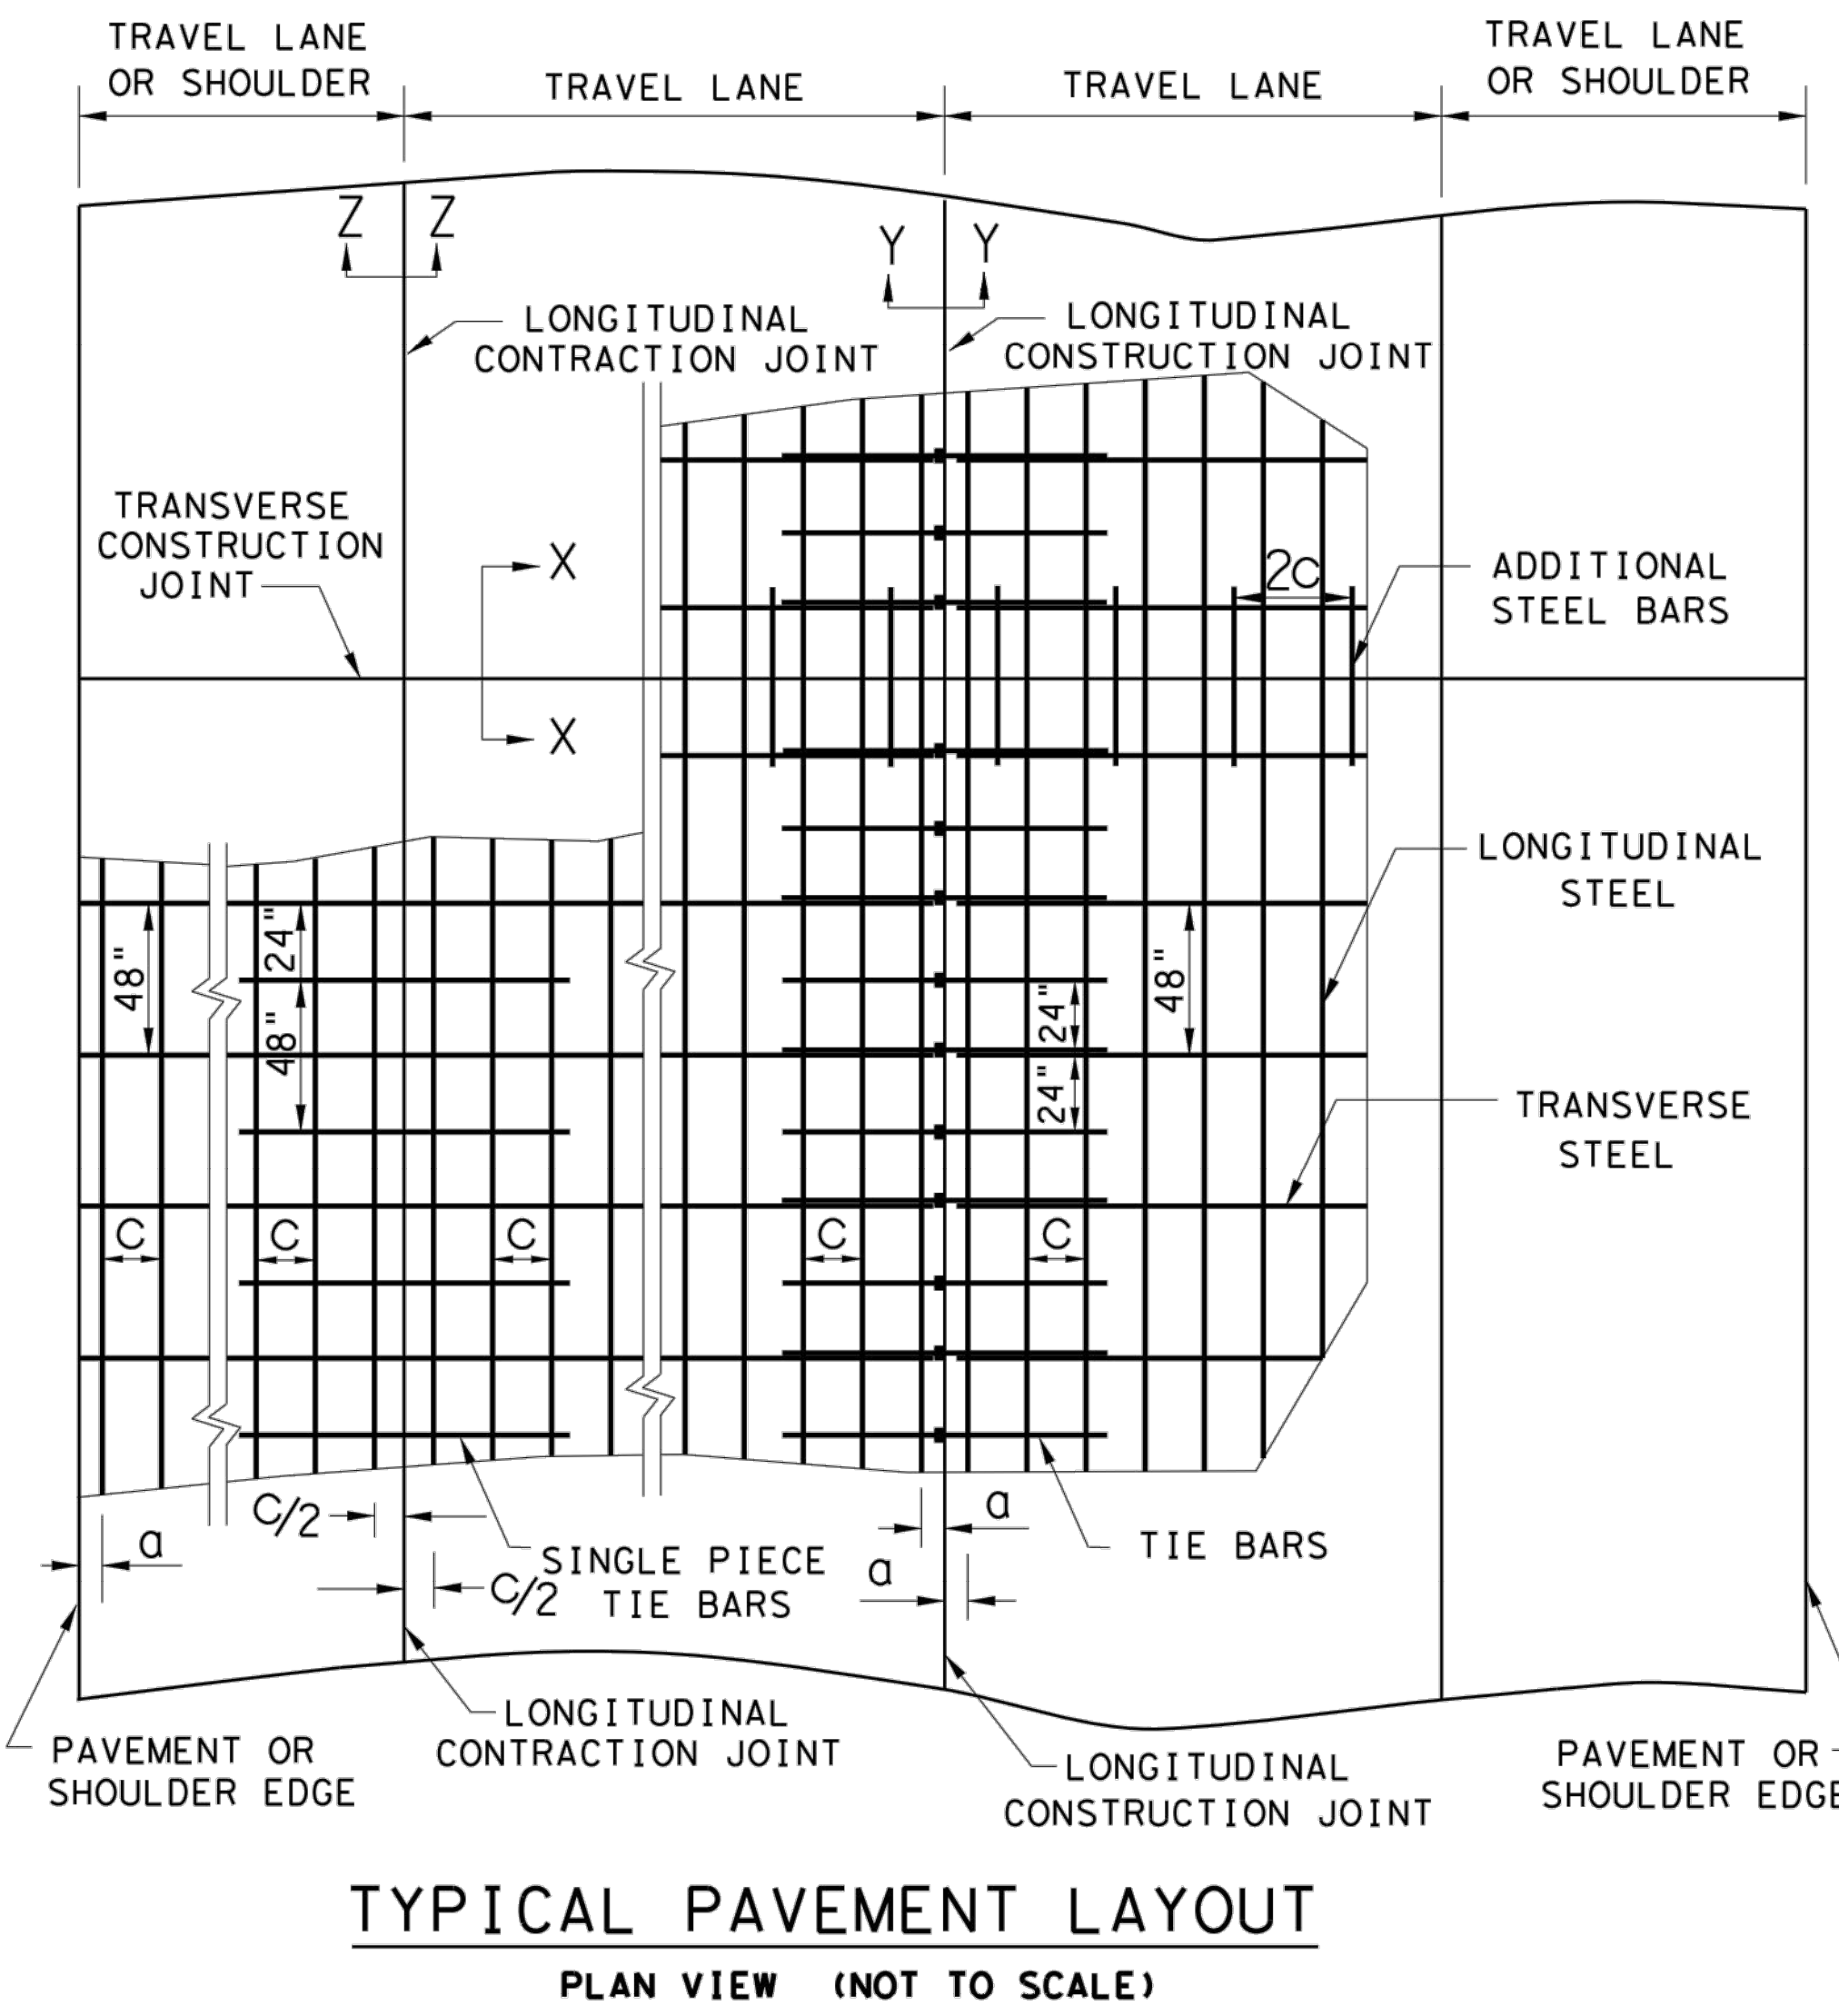 TRAVEL LANE
OR SHOULDER
TRAVEL LANE
TRAVEL LANE
TRAVEL LANE
OR SHOULDER
Z Z
Y Y
LONGITUDINAL
CONTRACTION JOINT
LONGITUDINAL
CONSTRUCTION JOINT
TRANSVERSE
CONSTRUCTION
JOINT
X
X
2C
ADDITIONAL
STEEL BARS
LONGITUDINAL
STEEL
48"
24"
48"
24"
24"
48"
TRANSVERSE
STEEL
C
C
C
C
C
C/2
a
a
SINGLE PIECE
TIE BARS
C/2
a
TIE BARS
PAVEMENT OR
SHOULDER EDGE
LONGITUDINAL
CONTRACTION JOINT
LONGITUDINAL
CONSTRUCTION JOINT
PAVEMENT OR
SHOULDER EDGE
TYPICAL PAVEMENT LAYOUT
PLAN VIEW (NOT TO SCALE)